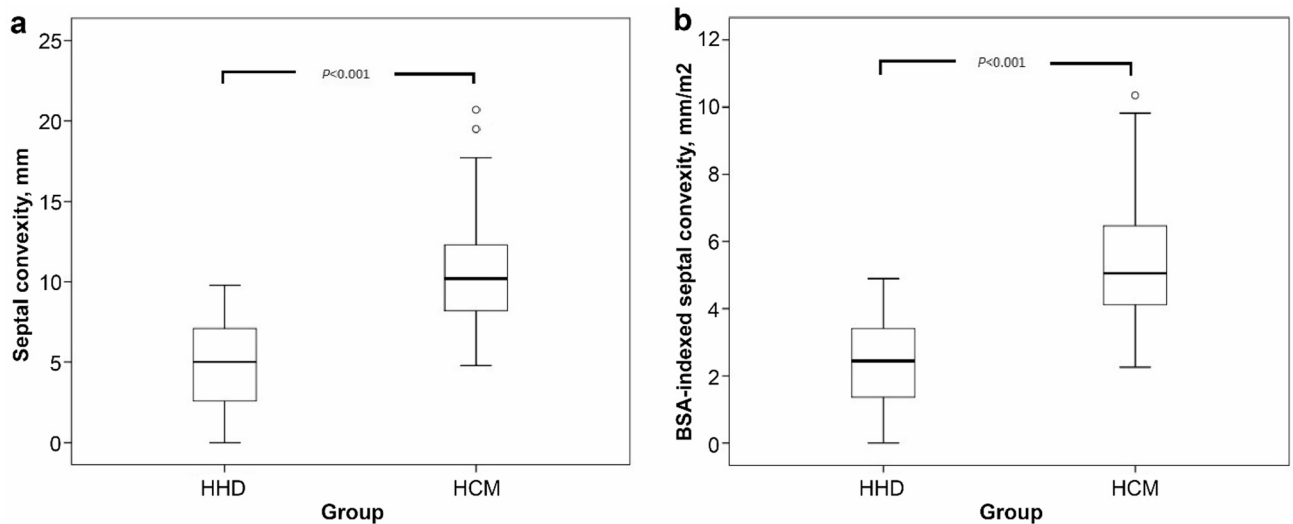 a
Septal convexity, mm
25
20
15
10
5
0
P<0.001
HHD
HCM
Group
b
BSA-indexed septal convexity, mm/m2
12
10
8
6
4
2
0
P<0.001
HHD
HCM
Group